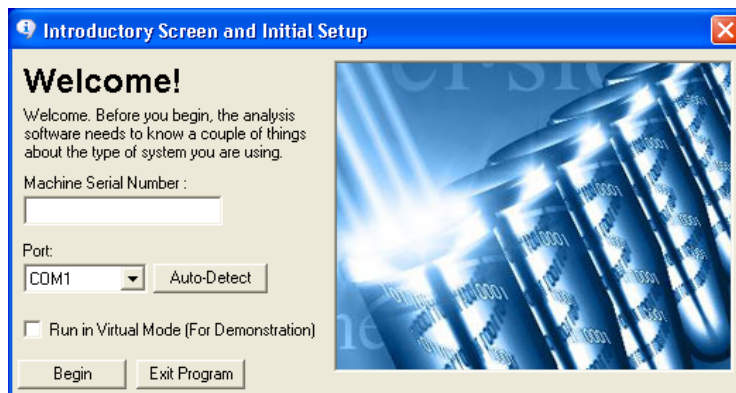 Introductory Screen and Initial Setup
Welcome!
Welcome. Before you begin, the analysis
software needs to know a couple of things
about the type of system you are using.
Machine Serial Number :
Port:
COM1
Auto-Detect
Run in Virtual Mode (For Demonstration)
Begin
Exit Program